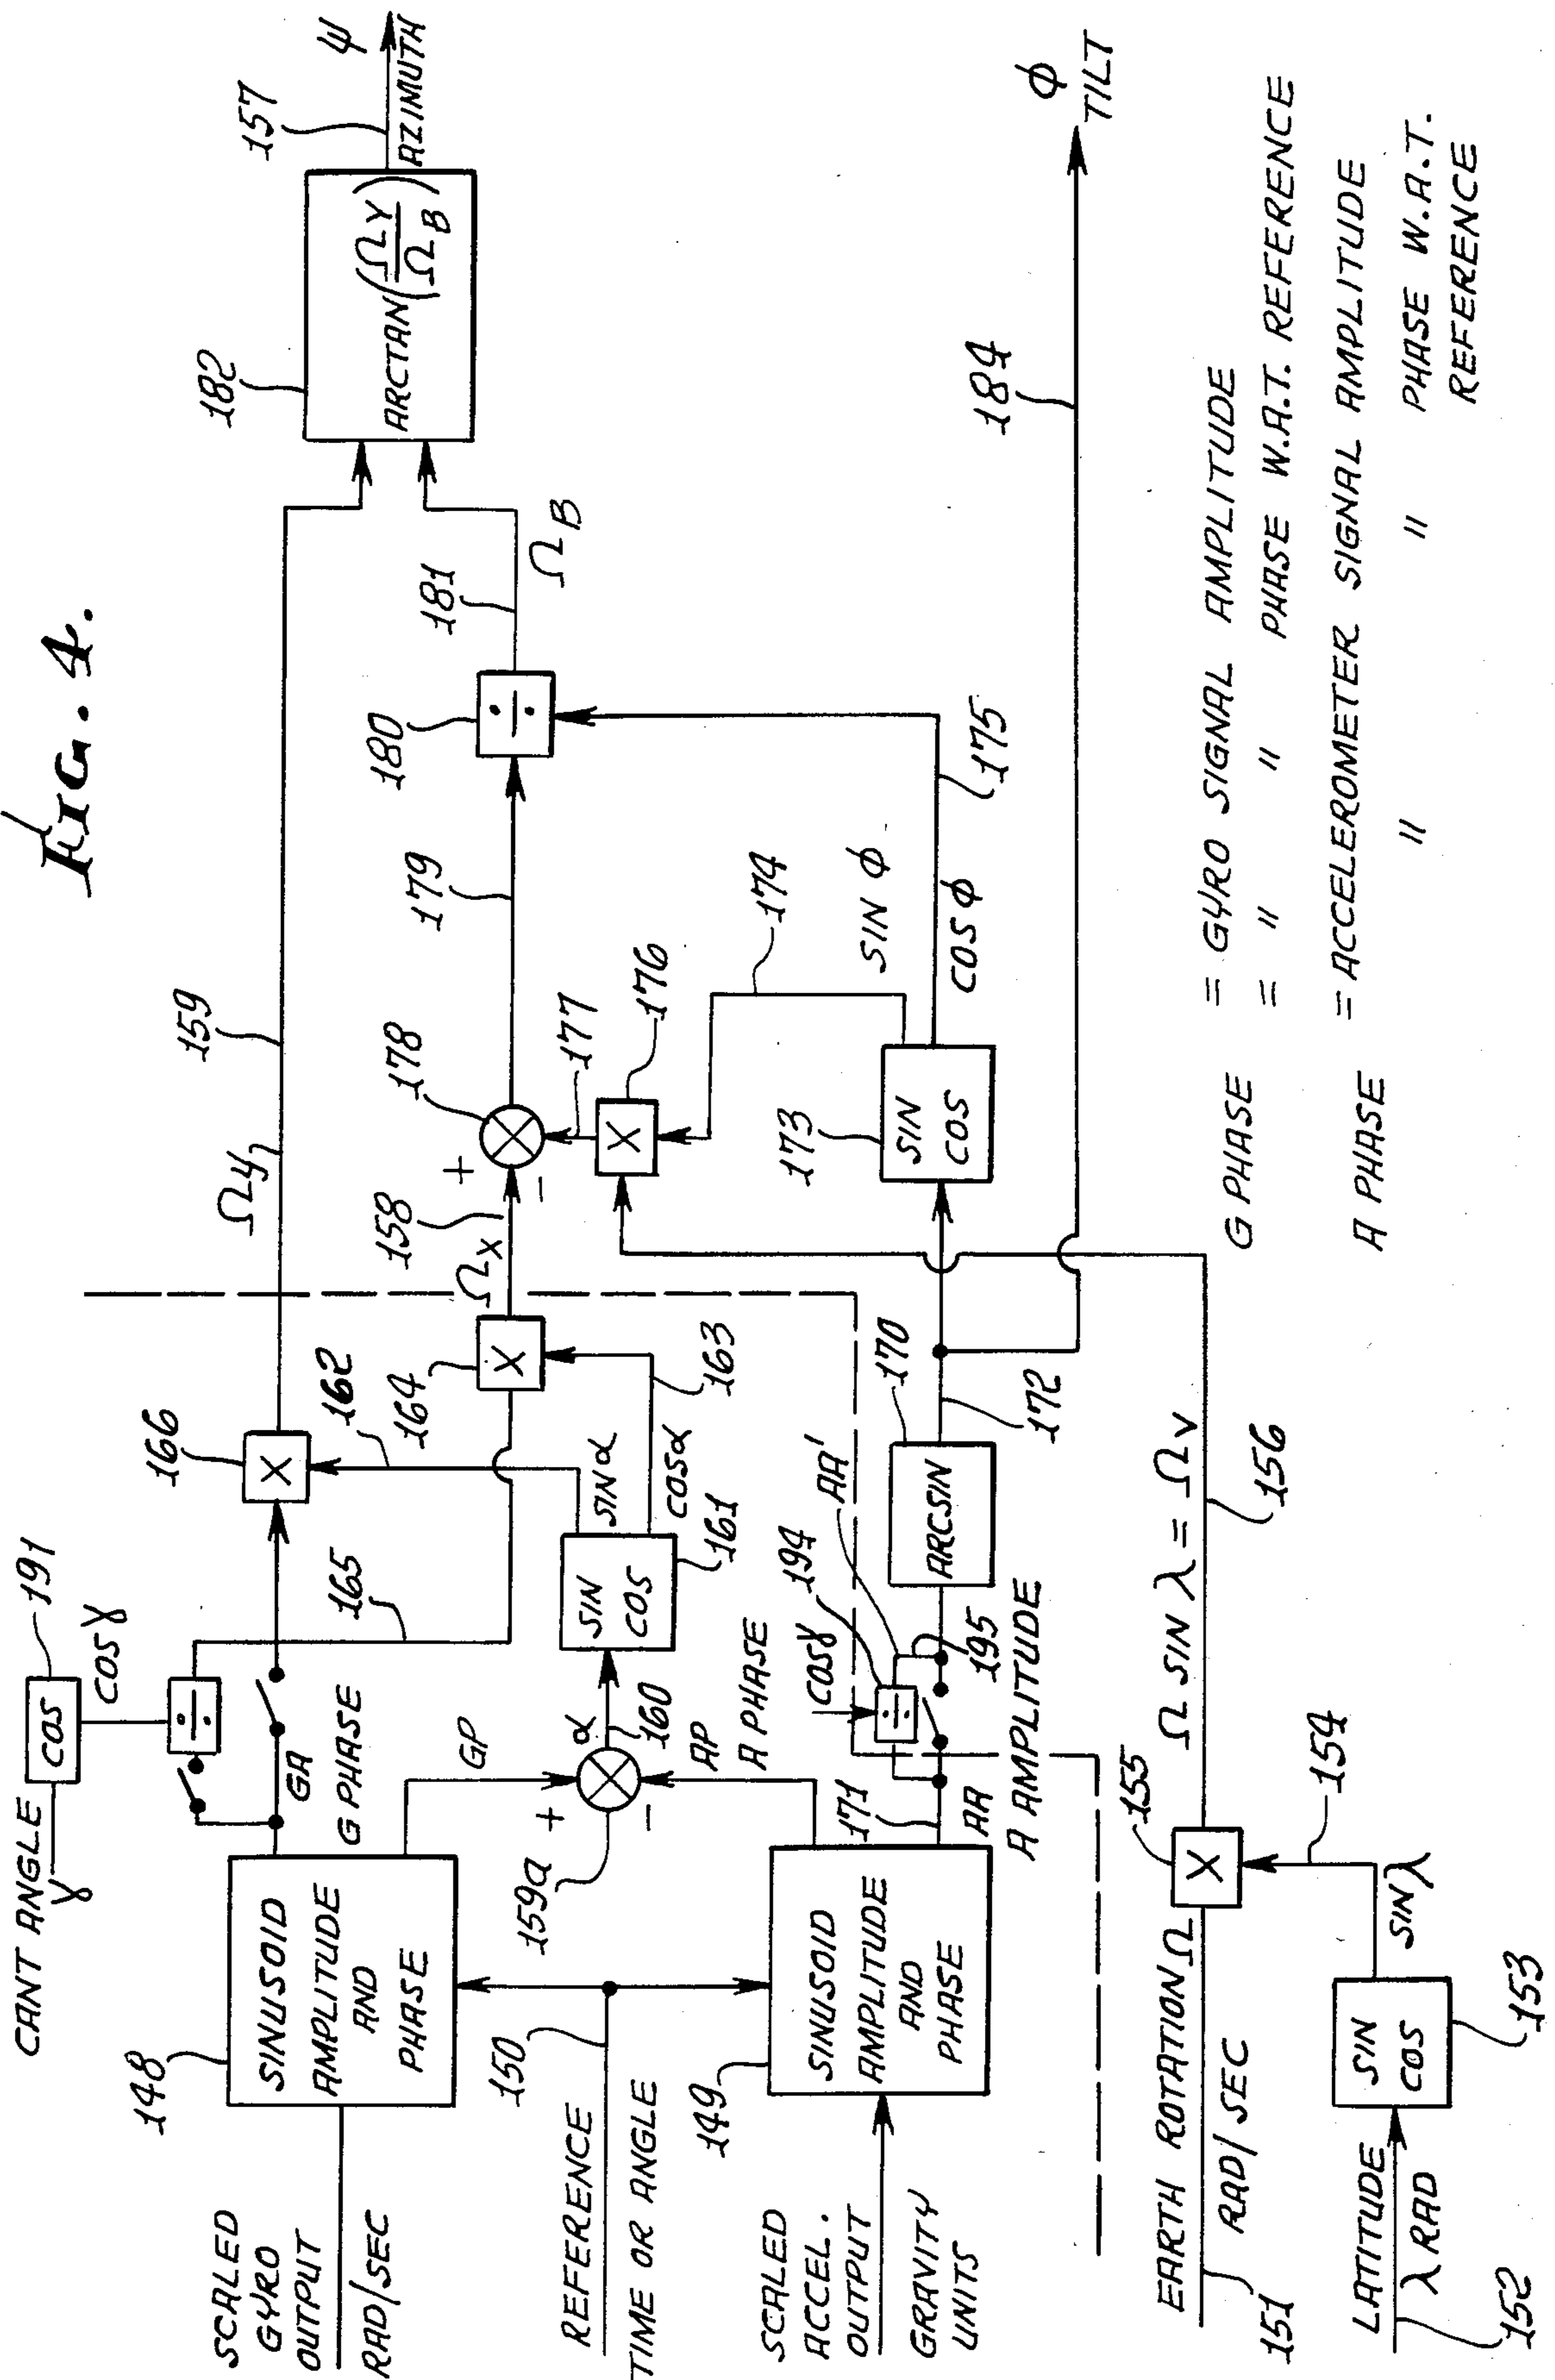 FIG. 4.
CANT ANGLE
γ
COS
191
COS γ
148
SINUSOID
AMPLITUDE
AND
PHASE
SCALED
GYRO
OUTPUT
RAD/SEC
GA
G PHASE
GP
165
166
X
÷
162
164
X
Ωy
159
ΩX
158
182
ARCTAN(ΩY/ΩB)
157
ψ
AZIMUTH
150
REFERENCE
TIME OR ANGLE
159a
+
-
α
160
AP
A PHASE
SIN
COS
161
SIN α
COS α
163
178
+
-
179
180
÷
181
ΩB
177
176
X
174
SIN ϕ
COS ϕ
175
149
SINUSOID
AMPLITUDE
AND
PHASE
SCALED
ACCEL.
OUTPUT
GRAVITY
UNITS
171
AA
A AMPLITUDE
COS γ
÷
194
AA'
195
ARCSIN
170
172
173
SIN
COS
184
ϕ
TILT
EARTH ROTATION Ω
RAD/SEC
151
155
X
Ω SIN λ = ΩV
156
154
SIN λ
LATITUDE
λ RAD
152
SIN
COS
153
G PHASE = GYRO SIGNAL AMPLITUDE
= " " PHASE W.A.T. REFERENCE
A PHASE = ACCELEROMETER SIGNAL AMPLITUDE
" " PHASE W.A.T.
REFERENCE